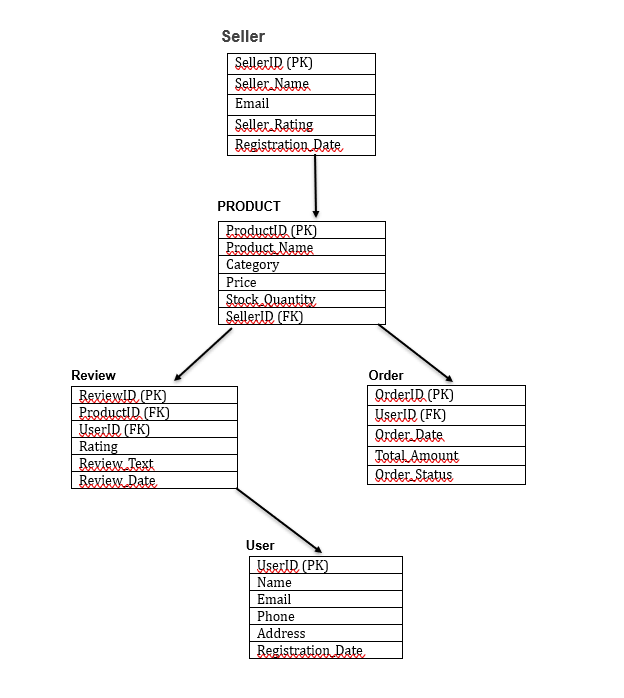 Seller
SellerID (PK)
Seller_Name
Email
Seller_Rating
Registration_Date
PRODUCT
ProductID (PK)
Product_Name
Category
Price
Stock_Quantity
SellerID (FK)
Review
ReviewID (PK)
ProductID (FK)
UserID (FK)
Rating
Review_Text
Review_Date
Order
OrderID (PK)
UserID (FK)
Order_Date
Total_Amount
Order_Status
User
UserID (PK)
Name
Email
Phone
Address
Registration_Date